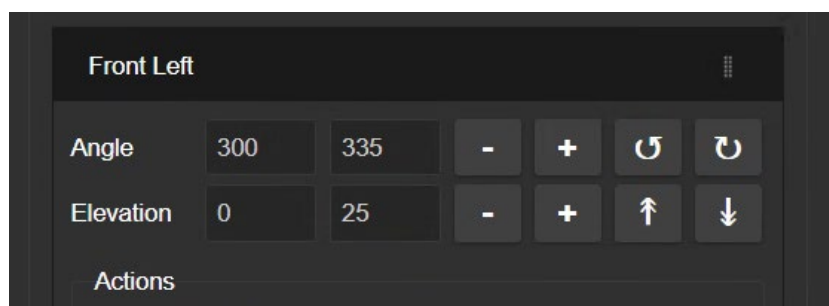 Front Left
Angle 300 335 - + ↺ ↻
Elevation 0 25 - + ↟ ↡
Actions